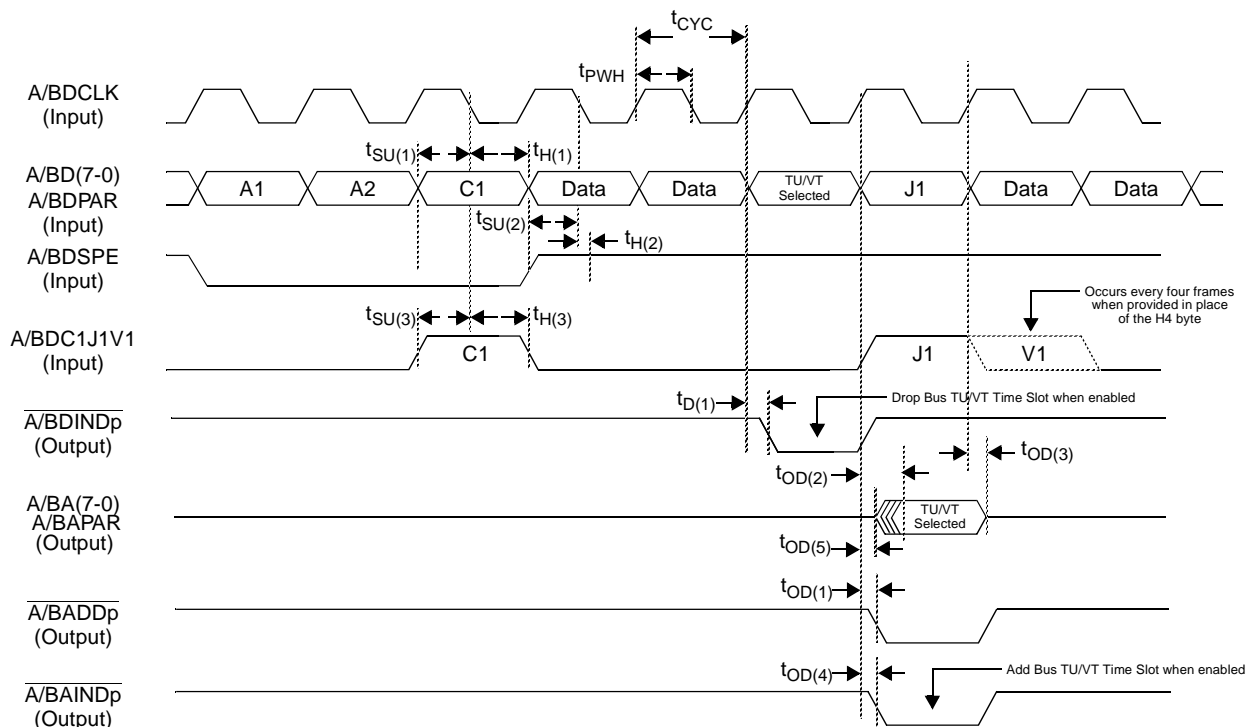 tCYC
tPWH
A/BDCLK
(Input)
tSU(1)
tH(1)
A/BD(7-0)
A/BDPAR
(Input)
A1
A2
C1
Data
Data
TU/VT
Selected
J1
Data
Data
tSU(2)
tH(2)
A/BDSPE
(Input)
Occurs every four frames
when provided in place
of the H4 byte
tSU(3)
tH(3)
A/BDC1J1V1
(Input)
C1
J1
V1
tD(1)
Drop Bus TU/VT Time Slot when enabled
A/BDINDp
(Output)
tOD(3)
tOD(2)
A/BA(7-0)
A/BAPAR
(Output)
TU/VT
Selected
tOD(5)
tOD(1)
A/BADDp
(Output)
tOD(4)
Add Bus TU/VT Time Slot when enabled
A/BAINDp
(Output)